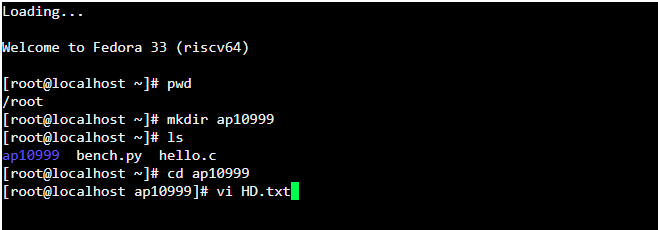 Loading...
Welcome to Fedora 33 (riscv64)
[root@localhost ~]# pwd
/root
[root@localhost ~]# mkdir ap10999
[root@localhost ~]# ls
ap10999  bench.py  hello.c
[root@localhost ~]# cd ap10999
[root@localhost ap10999]# vi HD.txt